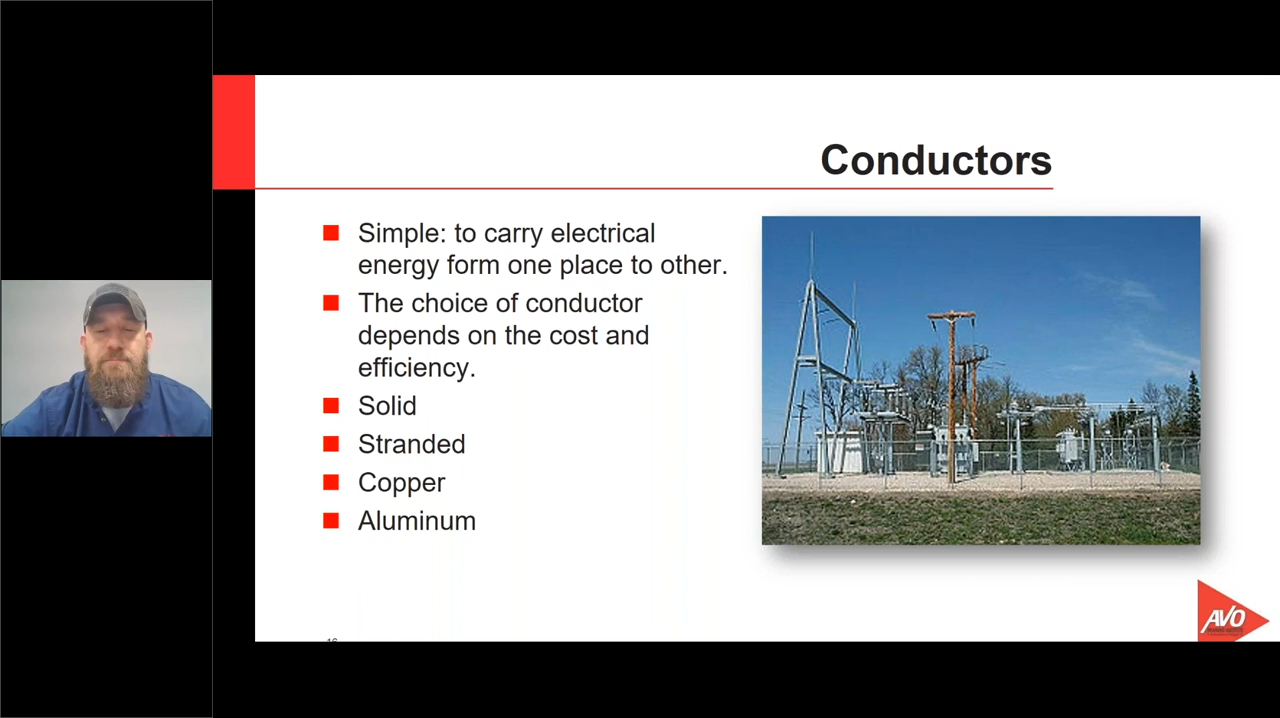 Conductors
Simple: to carry electrical
energy form one place to other.
The choice of conductor
depends on the cost and
efficiency.
Solid
Stranded
Copper
Aluminum
AVO